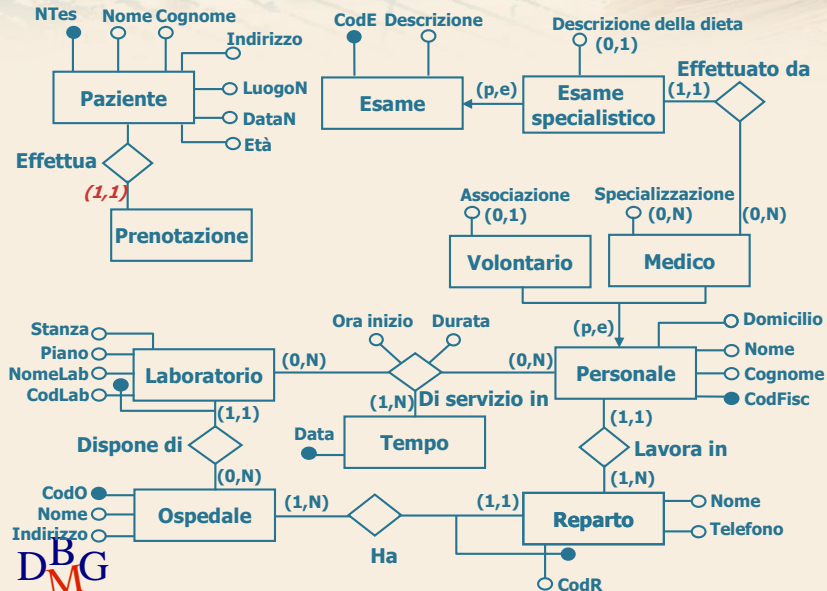 NTes Nome Cognome
Indirizzo
Paziente
LuogoN
DataN
Età
Effettua
(1,1)
Prenotazione
CodE Descrizione
Esame
(p,e)
Descrizione della dieta
(0,1)
Esame
specialistico
(1,1)
Effettuato da
(0,N)
Associazione
(0,1)
Volontario
Specializzazione
(0,N)
Medico
(p,e)
Stanza
Piano
NomeLab
CodLab
Laboratorio
(0,N)
Ora inizio Durata
(0,N)
Di servizio in
(1,N)
Data
Tempo
Personale
Domicilio
Nome
Cognome
CodFisc
(1,1)
Dispone di
(0,N)
(1,1)
Lavora in
(1,N)
CodO
Nome
Indirizzo
Ospedale
(1,N)
Ha
(1,1)
Reparto
Nome
Telefono
CodR
DBMG